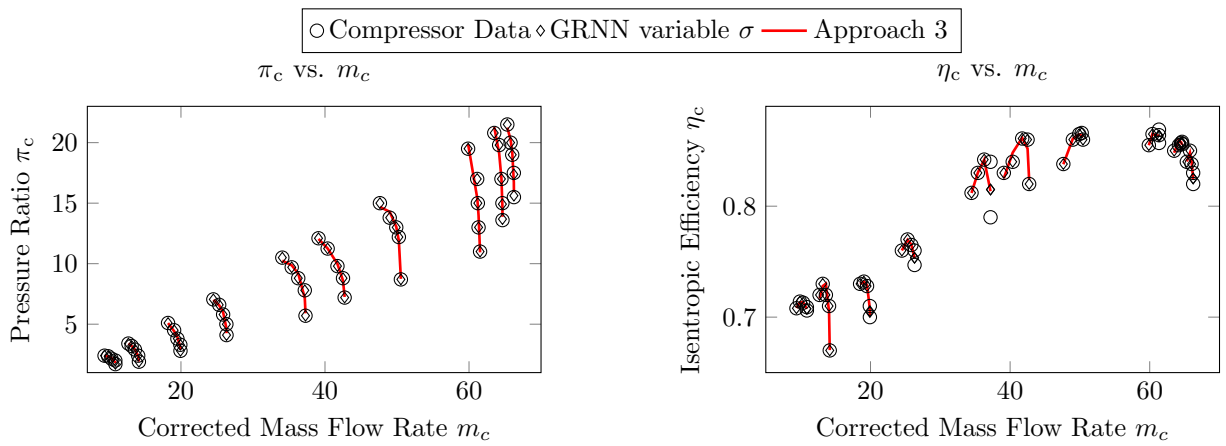 Compressor Data GRNN variable σ Approach 3
π_c vs. m_c
η_c vs. m_c
Pressure Ratio π_c
20
15
10
5
20 40 60
Corrected Mass Flow Rate m_c
Isentropic Efficiency η_c
0.8
0.7
20 40 60
Corrected Mass Flow Rate m_c